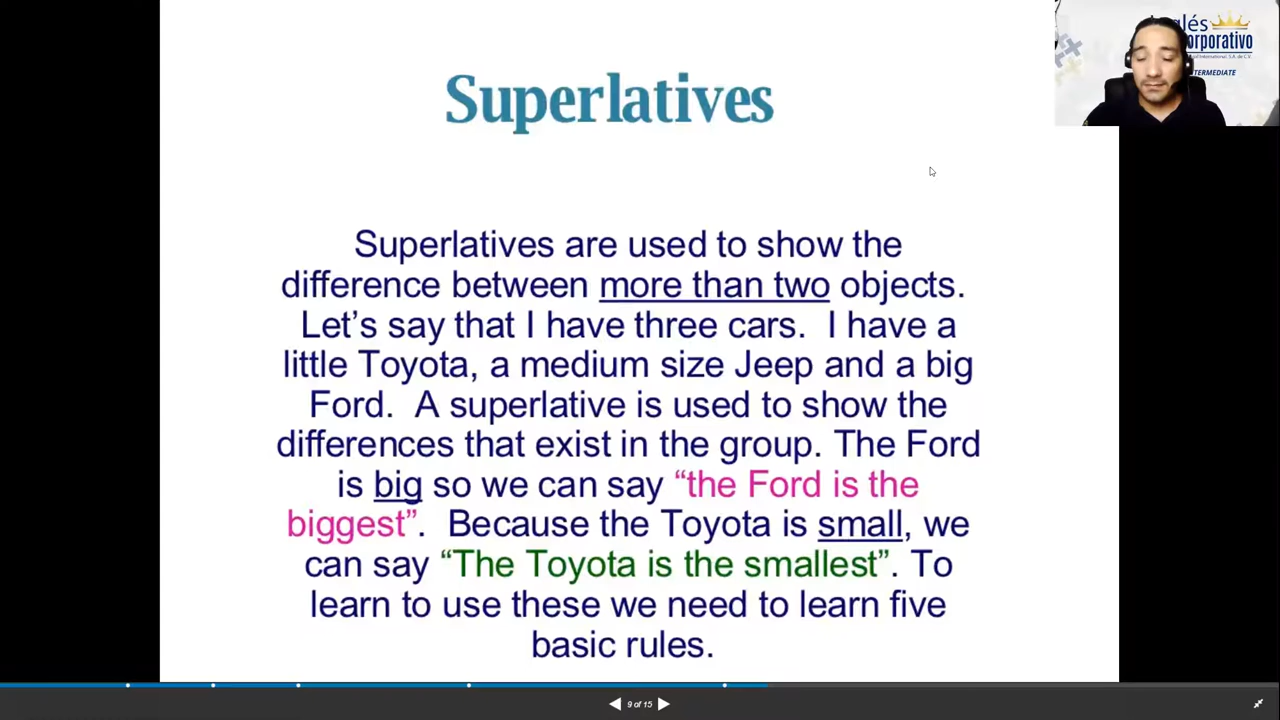 Superlatives
Superlatives are used to show the
difference between more than two objects.
Let's say that I have three cars.  I have a
little Toyota, a medium size Jeep and a big
Ford.  A superlative is used to show the
differences that exist in the group. The Ford
is big so we can say “the Ford is the
biggest”.  Because the Toyota is small, we
can say “The Toyota is the smallest”. To
learn to use these we need to learn five
basic rules.
9 of 15